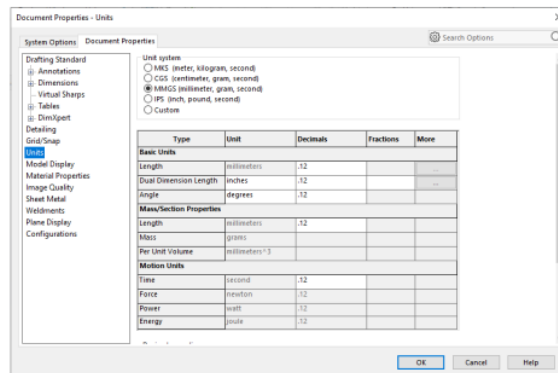 Document Properties - Units
System Options Document Properties
Search Options
Drafting Standard
Annotations
Dimensions
Virtual Sharps
Tables
DimXpert
Detailing
Grid/Snap
Units
Model Display
Material Properties
Image Quality
Sheet Metal
Weldments
Plane Display
Configurations
Unit system
MKS (meter, kilogram, second)
CGS (centimeter, gram, second)
MMGS (millimeter, gram, second)
IPS (inch, pound, second)
Custom
Type Unit Decimals Fractions More
Basic Units
Length millimeters .12 ...
Dual Dimension Length inches .12 ...
Angle degrees .12
Mass/Section Properties
Length millimeters .12
Mass grams
Per Unit Volume millimeters^3
Motion Units
Time second .12
Force newton .12
Power watt .12
Energy joule .12
OK Cancel Help